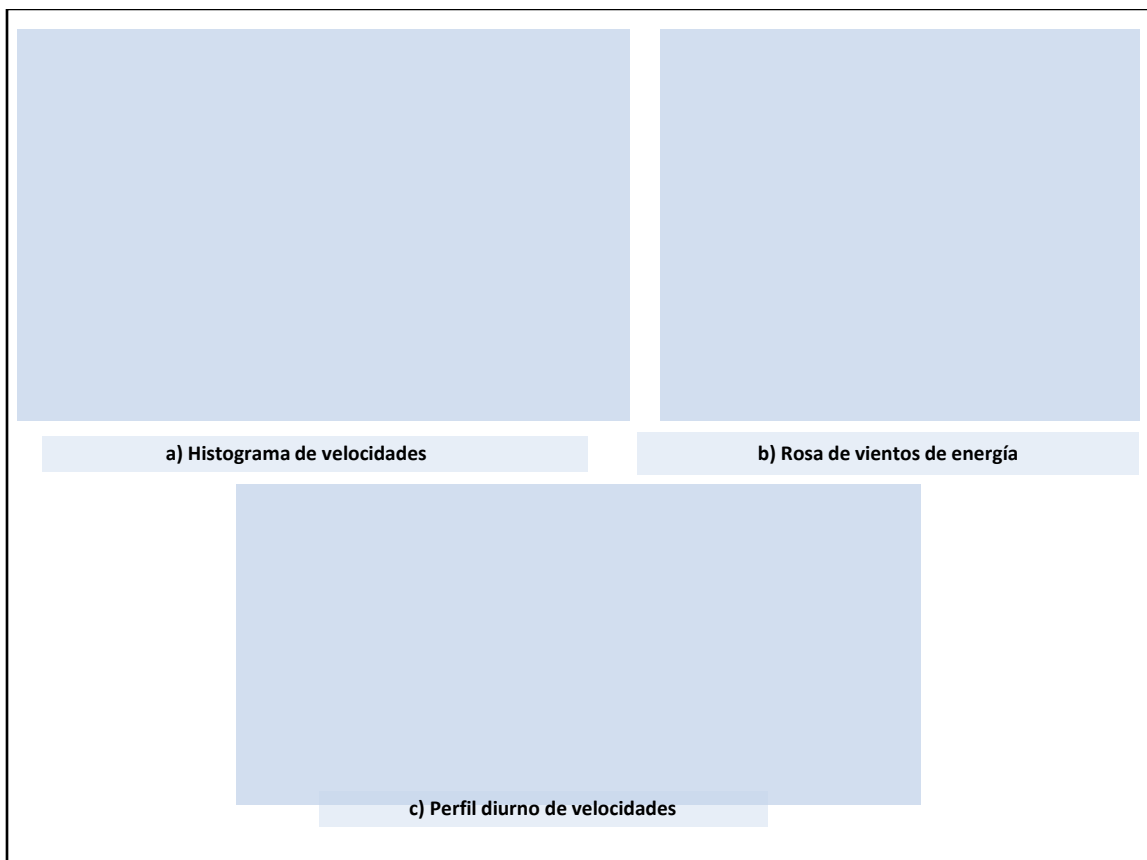 a) Histograma de velocidades
b) Rosa de vientos de energía
c) Perfil diurno de velocidades